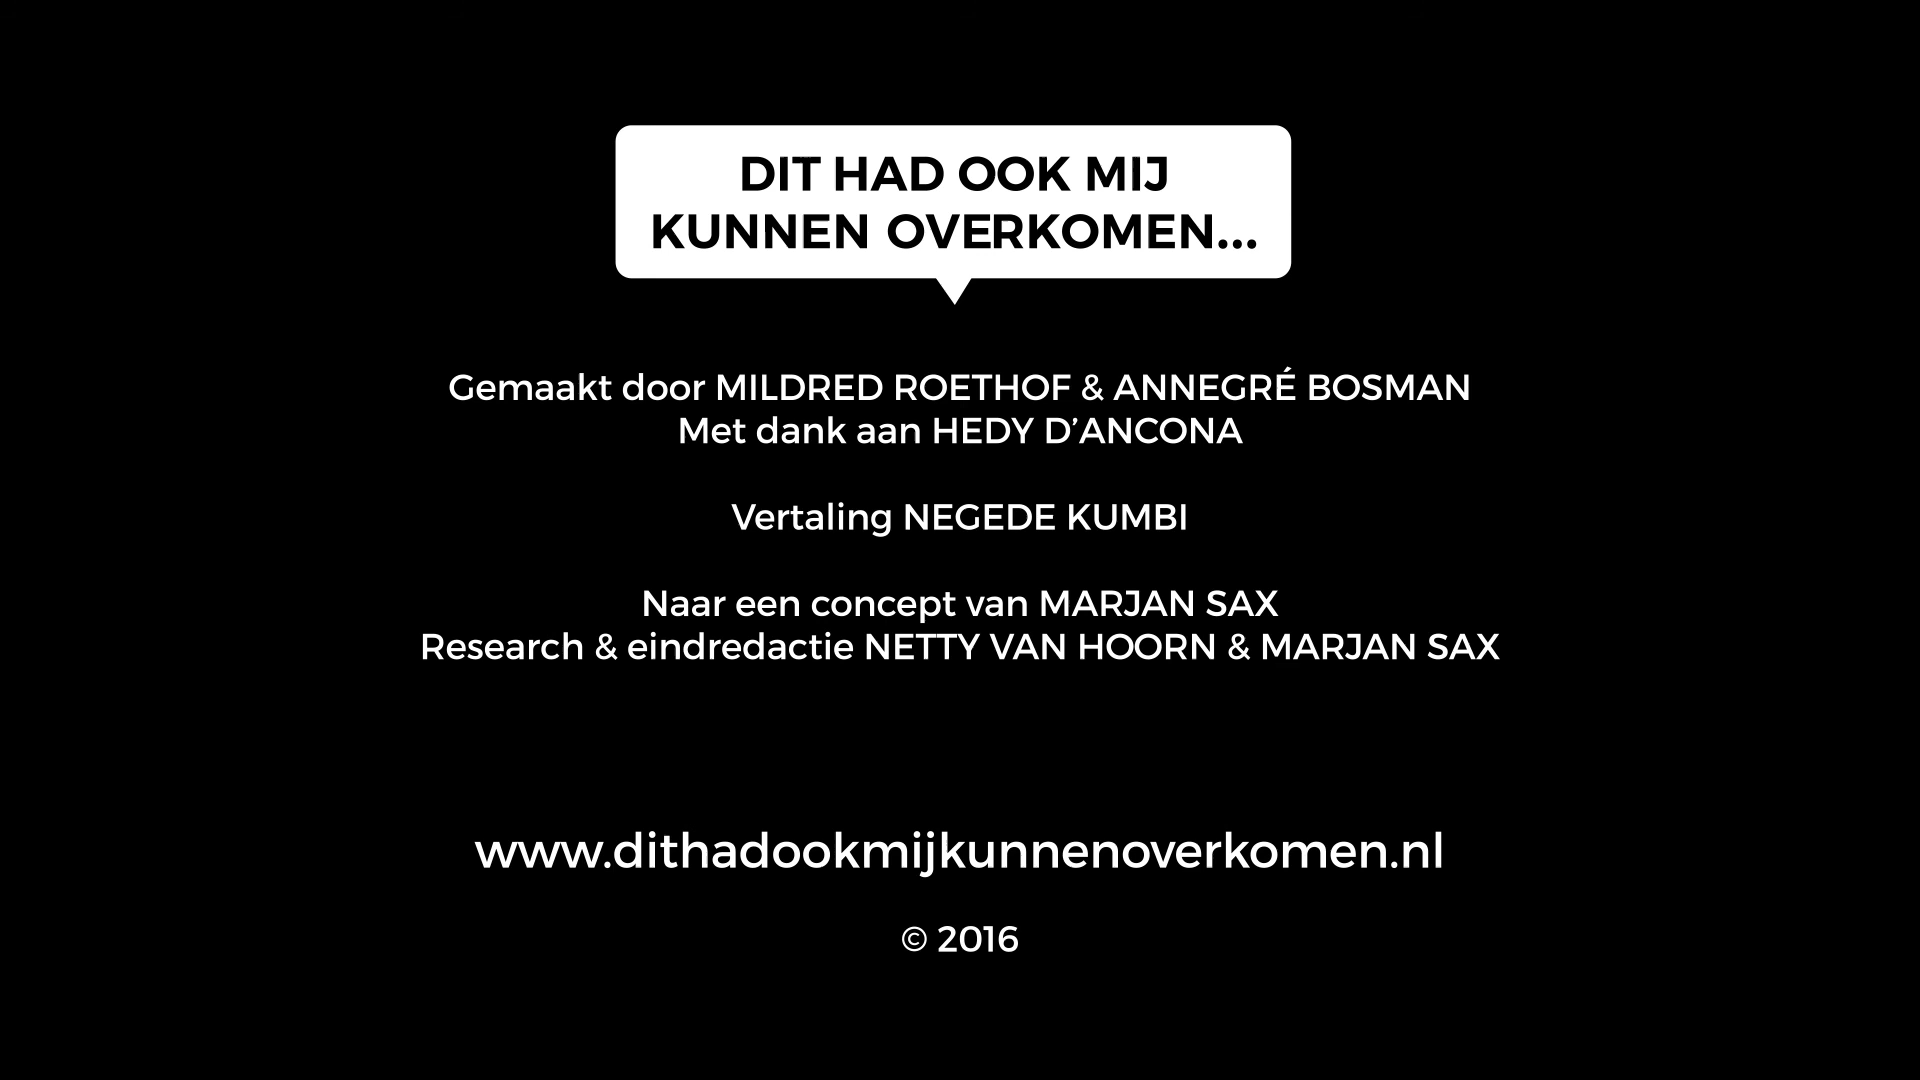 DIT HAD OOK MIJ
KUNNEN OVERKOMEN...
Gemaakt door MILDRED ROETHOF & ANNEGRÉ BOSMAN
Met dank aan HEDY D’ANCONA
Vertaling NEGEDE KUMBI
Naar een concept van MARJAN SAX
Research & eindredactie NETTY VAN HOORN & MARJAN SAX
www.dithadookmijkunnenoverkomen.nl
© 2016